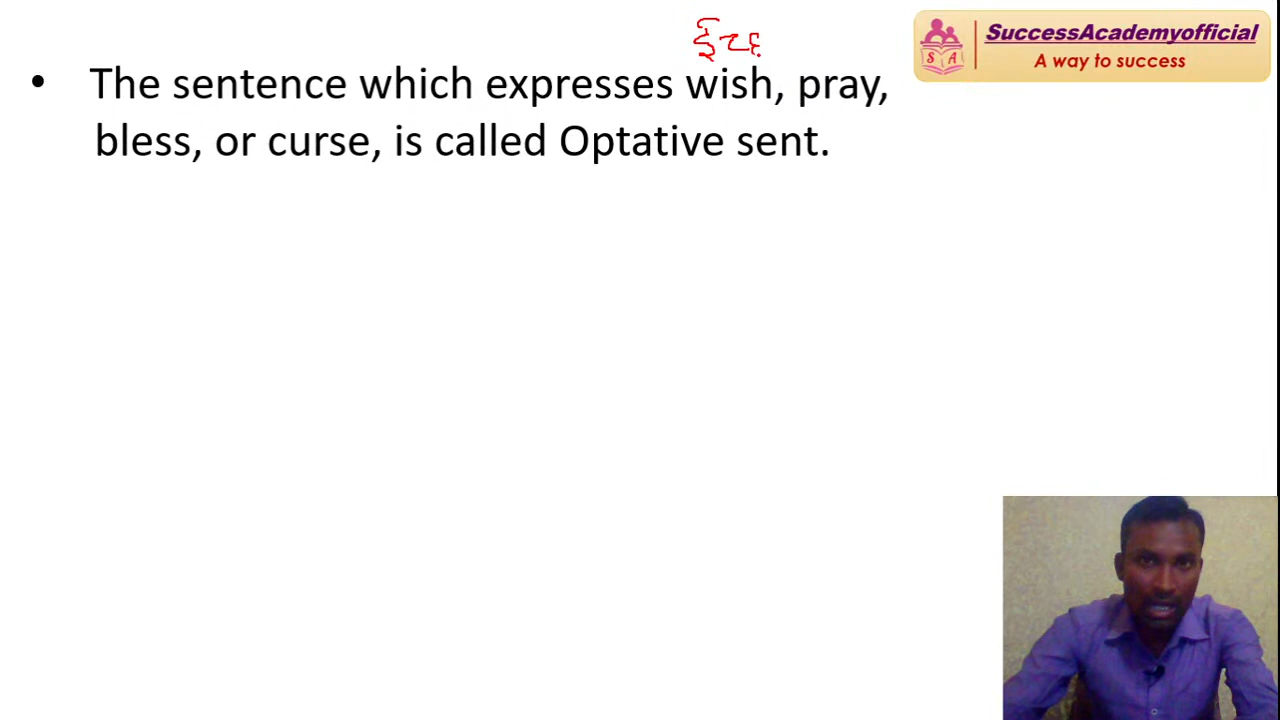 SuccessAcademyofficial
A way to success
S A
• The sentence which expresses wish, pray,
bless, or curse, is called Optative sent.